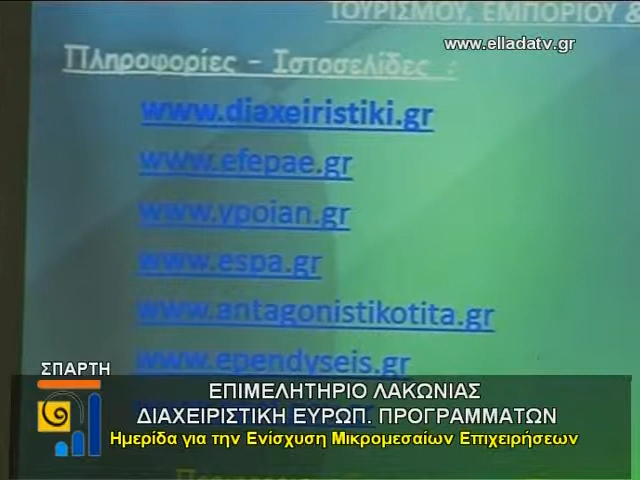 ΤΟΥΡΙΣΜΟΥ, ΕΜΠΟΡΙΟΥ &
www.elladatv.gr
Πληροφορίες - Ιστοσελίδες :
www.diaxeiristiki.gr
www.efepae.gr
www.ypoian.gr
www.espa.gr
www.antagonistikotita.gr
www.ependyseis.gr
ΣΠΑΡΤΗ
ΕΠΙΜΕΛΗΤΗΡΙΟ ΛΑΚΩΝΙΑΣ
ΔΙΑΧΕΙΡΙΣΤΙΚΗ ΕΥΡΩΠ. ΠΡΟΓΡΑΜΜΑΤΩΝ
Ημερίδα για την Ενίσχυση Μικρομεσαίων Επιχειρήσεων